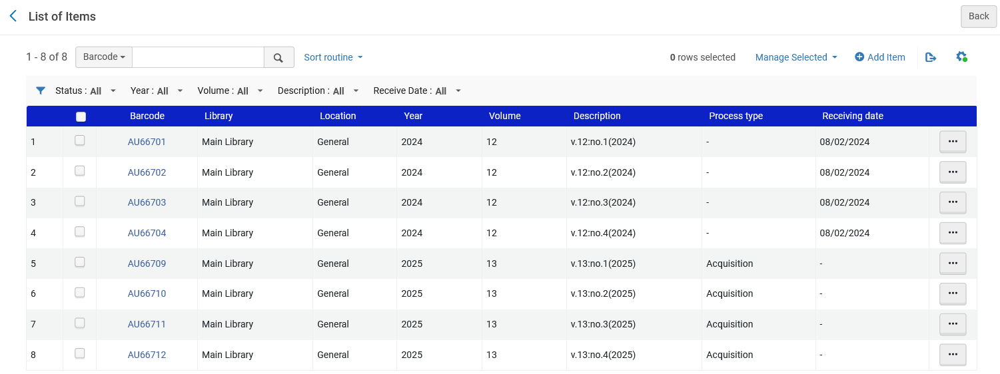 List of Items Back
1 - 8 of 8 Barcode Sort routine 0 rows selected Manage Selected Add Item
Status : All Year : All Volume : All Description : All Receive Date : All
Barcode Library Location Year Volume Description Process type Receiving date
1 AU66701 Main Library General 2024 12 v.12:no.1(2024) - 08/02/2024
2 AU66702 Main Library General 2024 12 v.12:no.2(2024) - 08/02/2024
3 AU66703 Main Library General 2024 12 v.12:no.3(2024) - 08/02/2024
4 AU66704 Main Library General 2024 12 v.12:no.4(2024) - 08/02/2024
5 AU66709 Main Library General 2025 13 v.13:no.1(2025) Acquisition -
6 AU66710 Main Library General 2025 13 v.13:no.2(2025) Acquisition -
7 AU66711 Main Library General 2025 13 v.13:no.3(2025) Acquisition -
8 AU66712 Main Library General 2025 13 v.13:no.4(2025) Acquisition -